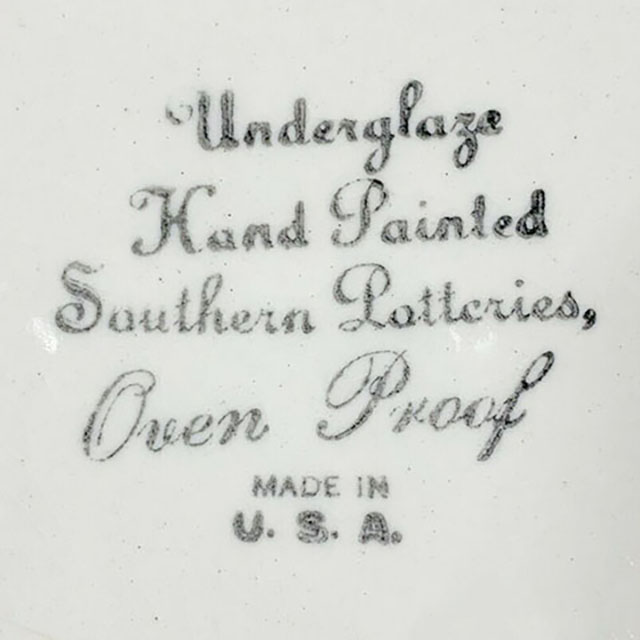 Underglaze
Hand Painted
Southern Potteries,
Oven Proof
MADE IN
U. S. A.